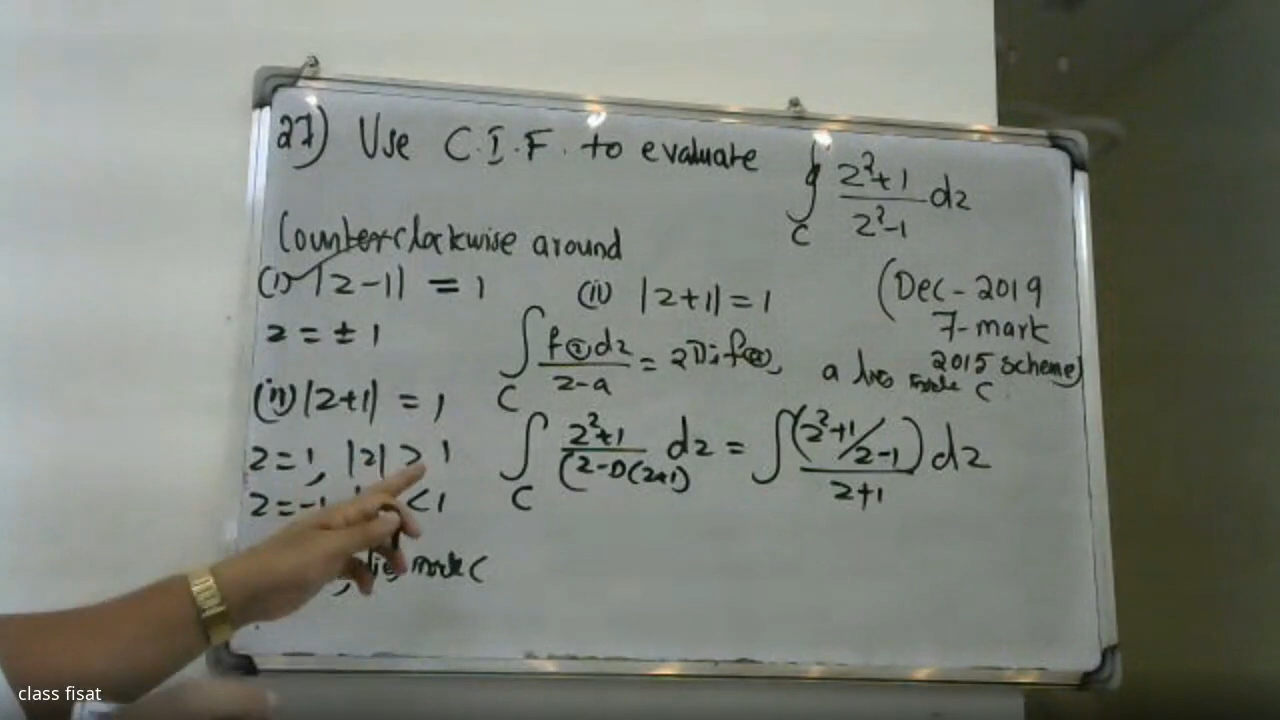 27) Use C.I.F. to evaluate ∮_C (z²+1)/(z²-1) dz
Counterclockwise around
(i) |z-1| = 1 (ii) |z+1| = 1
(Dec-2019
7-mark
2015 scheme)
z = ±1
∫_C f(z)dz/(z-a) = 2πi f(a), a lies inside C.
(ii) |z+1| = 1
z=1, |2| > 1
z=-1, < 1
∫_C (z²+1)/((z-1)(z+1)) dz = ∫ ((z²+1/z-1))/(z+1) dz
lies inside C
class fisat